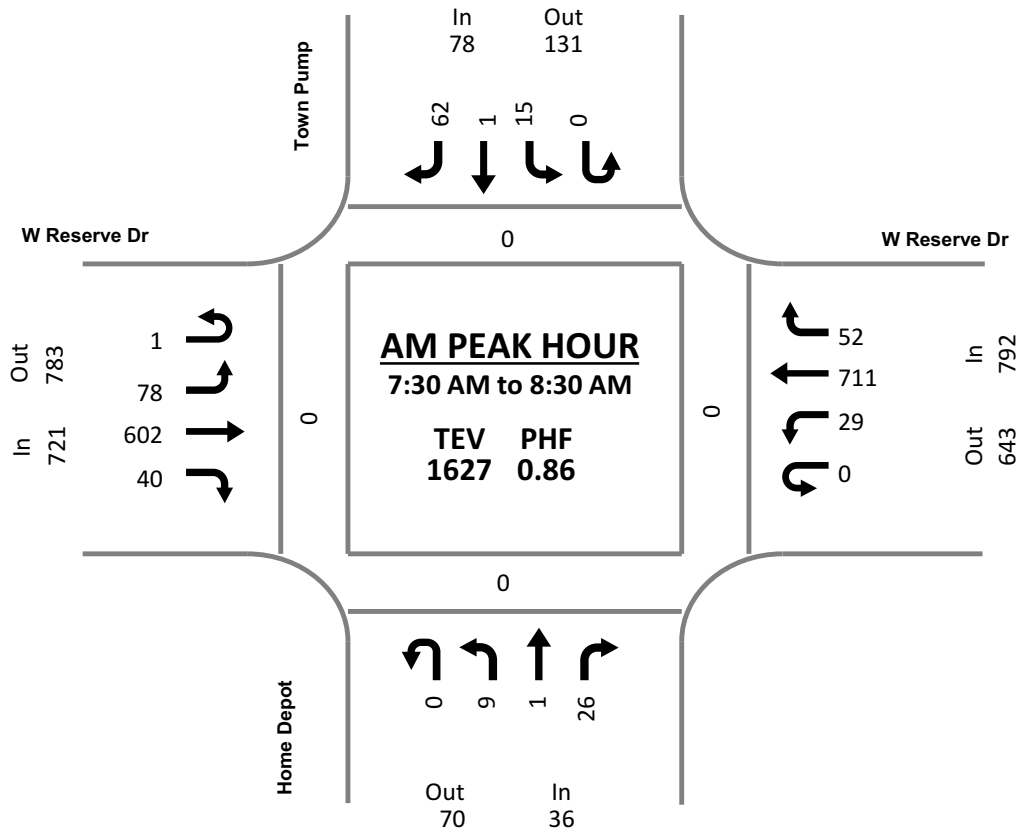 In Out
78 131
Town Pump
62 1 15 0
W Reserve Dr
0
W Reserve Dr
Out
783
In
721
1
78
602
40
0
AM PEAK HOUR
7:30 AM to 8:30 AM
TEV PHF
1627 0.86
0
52
711
29
0
In
792
Out
643
0
0 9 1 26
Home Depot
Out In
70 36